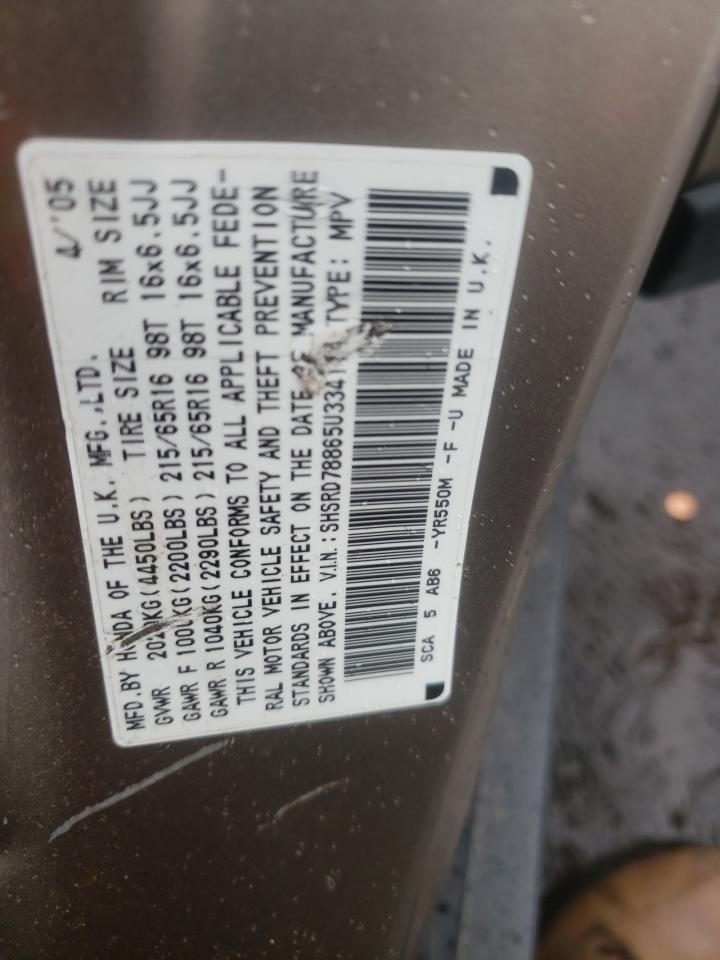 MFD.BY HONDA OF THE U.K. MFG.,LTD. 4/'05
GVWR 2020KG(4450LBS) TIRE SIZE RIM SIZE
GAWR F 1000KG(2200LBS) 215/65R16 98T 16x6.5JJ
GAWR R 1040KG(2290LBS) 215/65R16 98T 16x6.5JJ
THIS VEHICLE CONFORMS TO ALL APPLICABLE FEDE-
RAL MOTOR VEHICLE SAFETY AND THEFT PREVENTION
STANDARDS IN EFFECT ON THE DATE MANUFACTURE
SHOWN ABOVE. V.I.N.: TYPE: MPV
SCA 5 AB6 -YR550M -F -U MADE IN U.K.